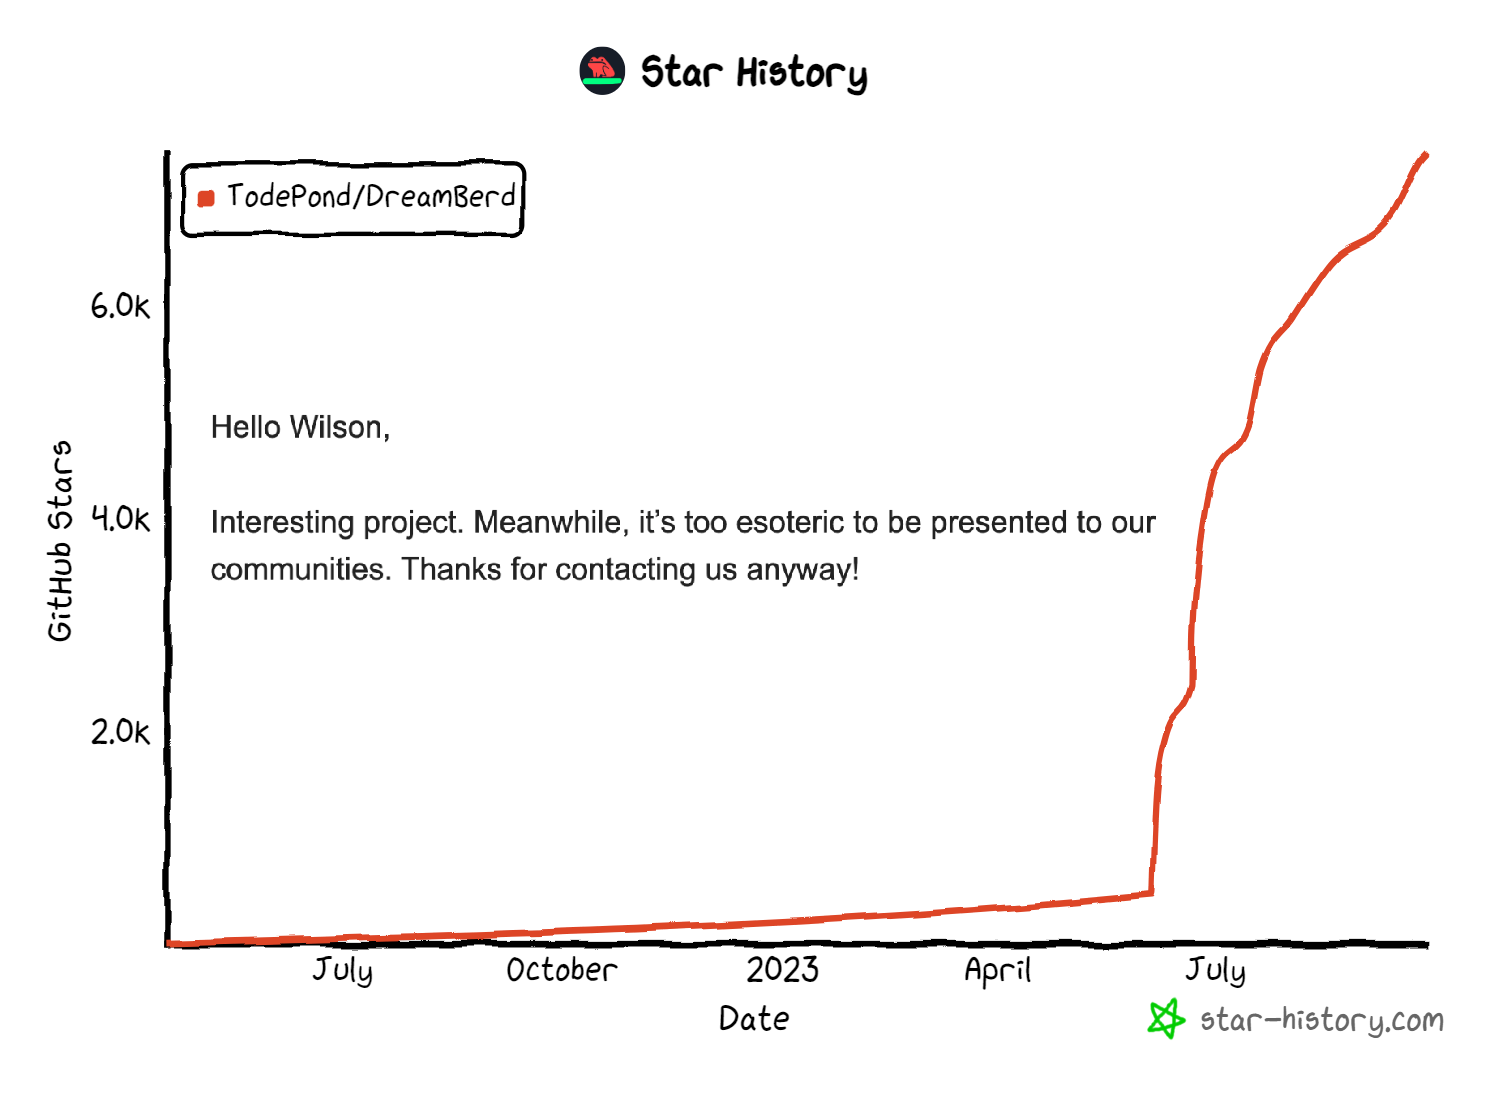 Star History
TodePond/DreamBerd
6.0k
Hello Wilson,
GitHub Stars
4.0k
Interesting project. Meanwhile, it's too esoteric to be presented to our
communities. Thanks for contacting us anyway!
2.0k
July October 2023 April July
Date
star-history.com